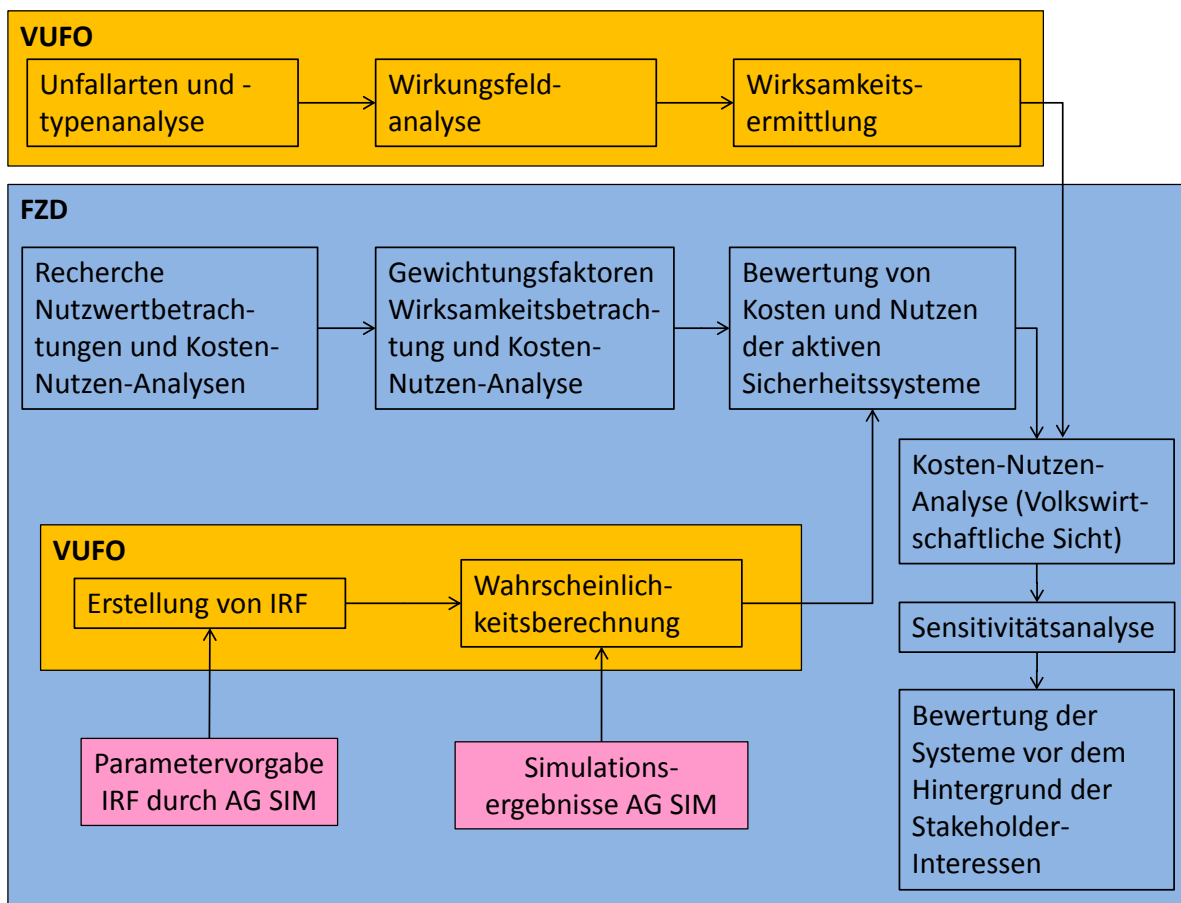 VUFO
Unfallarten und -
typenanalyse
Wirkungsfeld-
analyse
Wirksamkeits-
ermittlung
FZD
Recherche
Nutzwertbetrach-
tungen und Kosten-
Nutzen-Analysen
Gewichtungsfaktoren
Wirksamkeitsbetrach-
tung und Kosten-
Nutzen-Analyse
Bewertung von
Kosten und Nutzen
der aktiven
Sicherheitssysteme
Kosten-Nutzen-
Analyse (Volkswirt-
schaftliche Sicht)
VUFO
Erstellung von IRF
Wahrscheinlich-
keitsberechnung
Sensitivitätsanalyse
Parametervorgabe
IRF durch AG SIM
Simulations-
ergebnisse AG SIM
Bewertung der
Systeme vor dem
Hintergrund der
Stakeholder-
Interessen